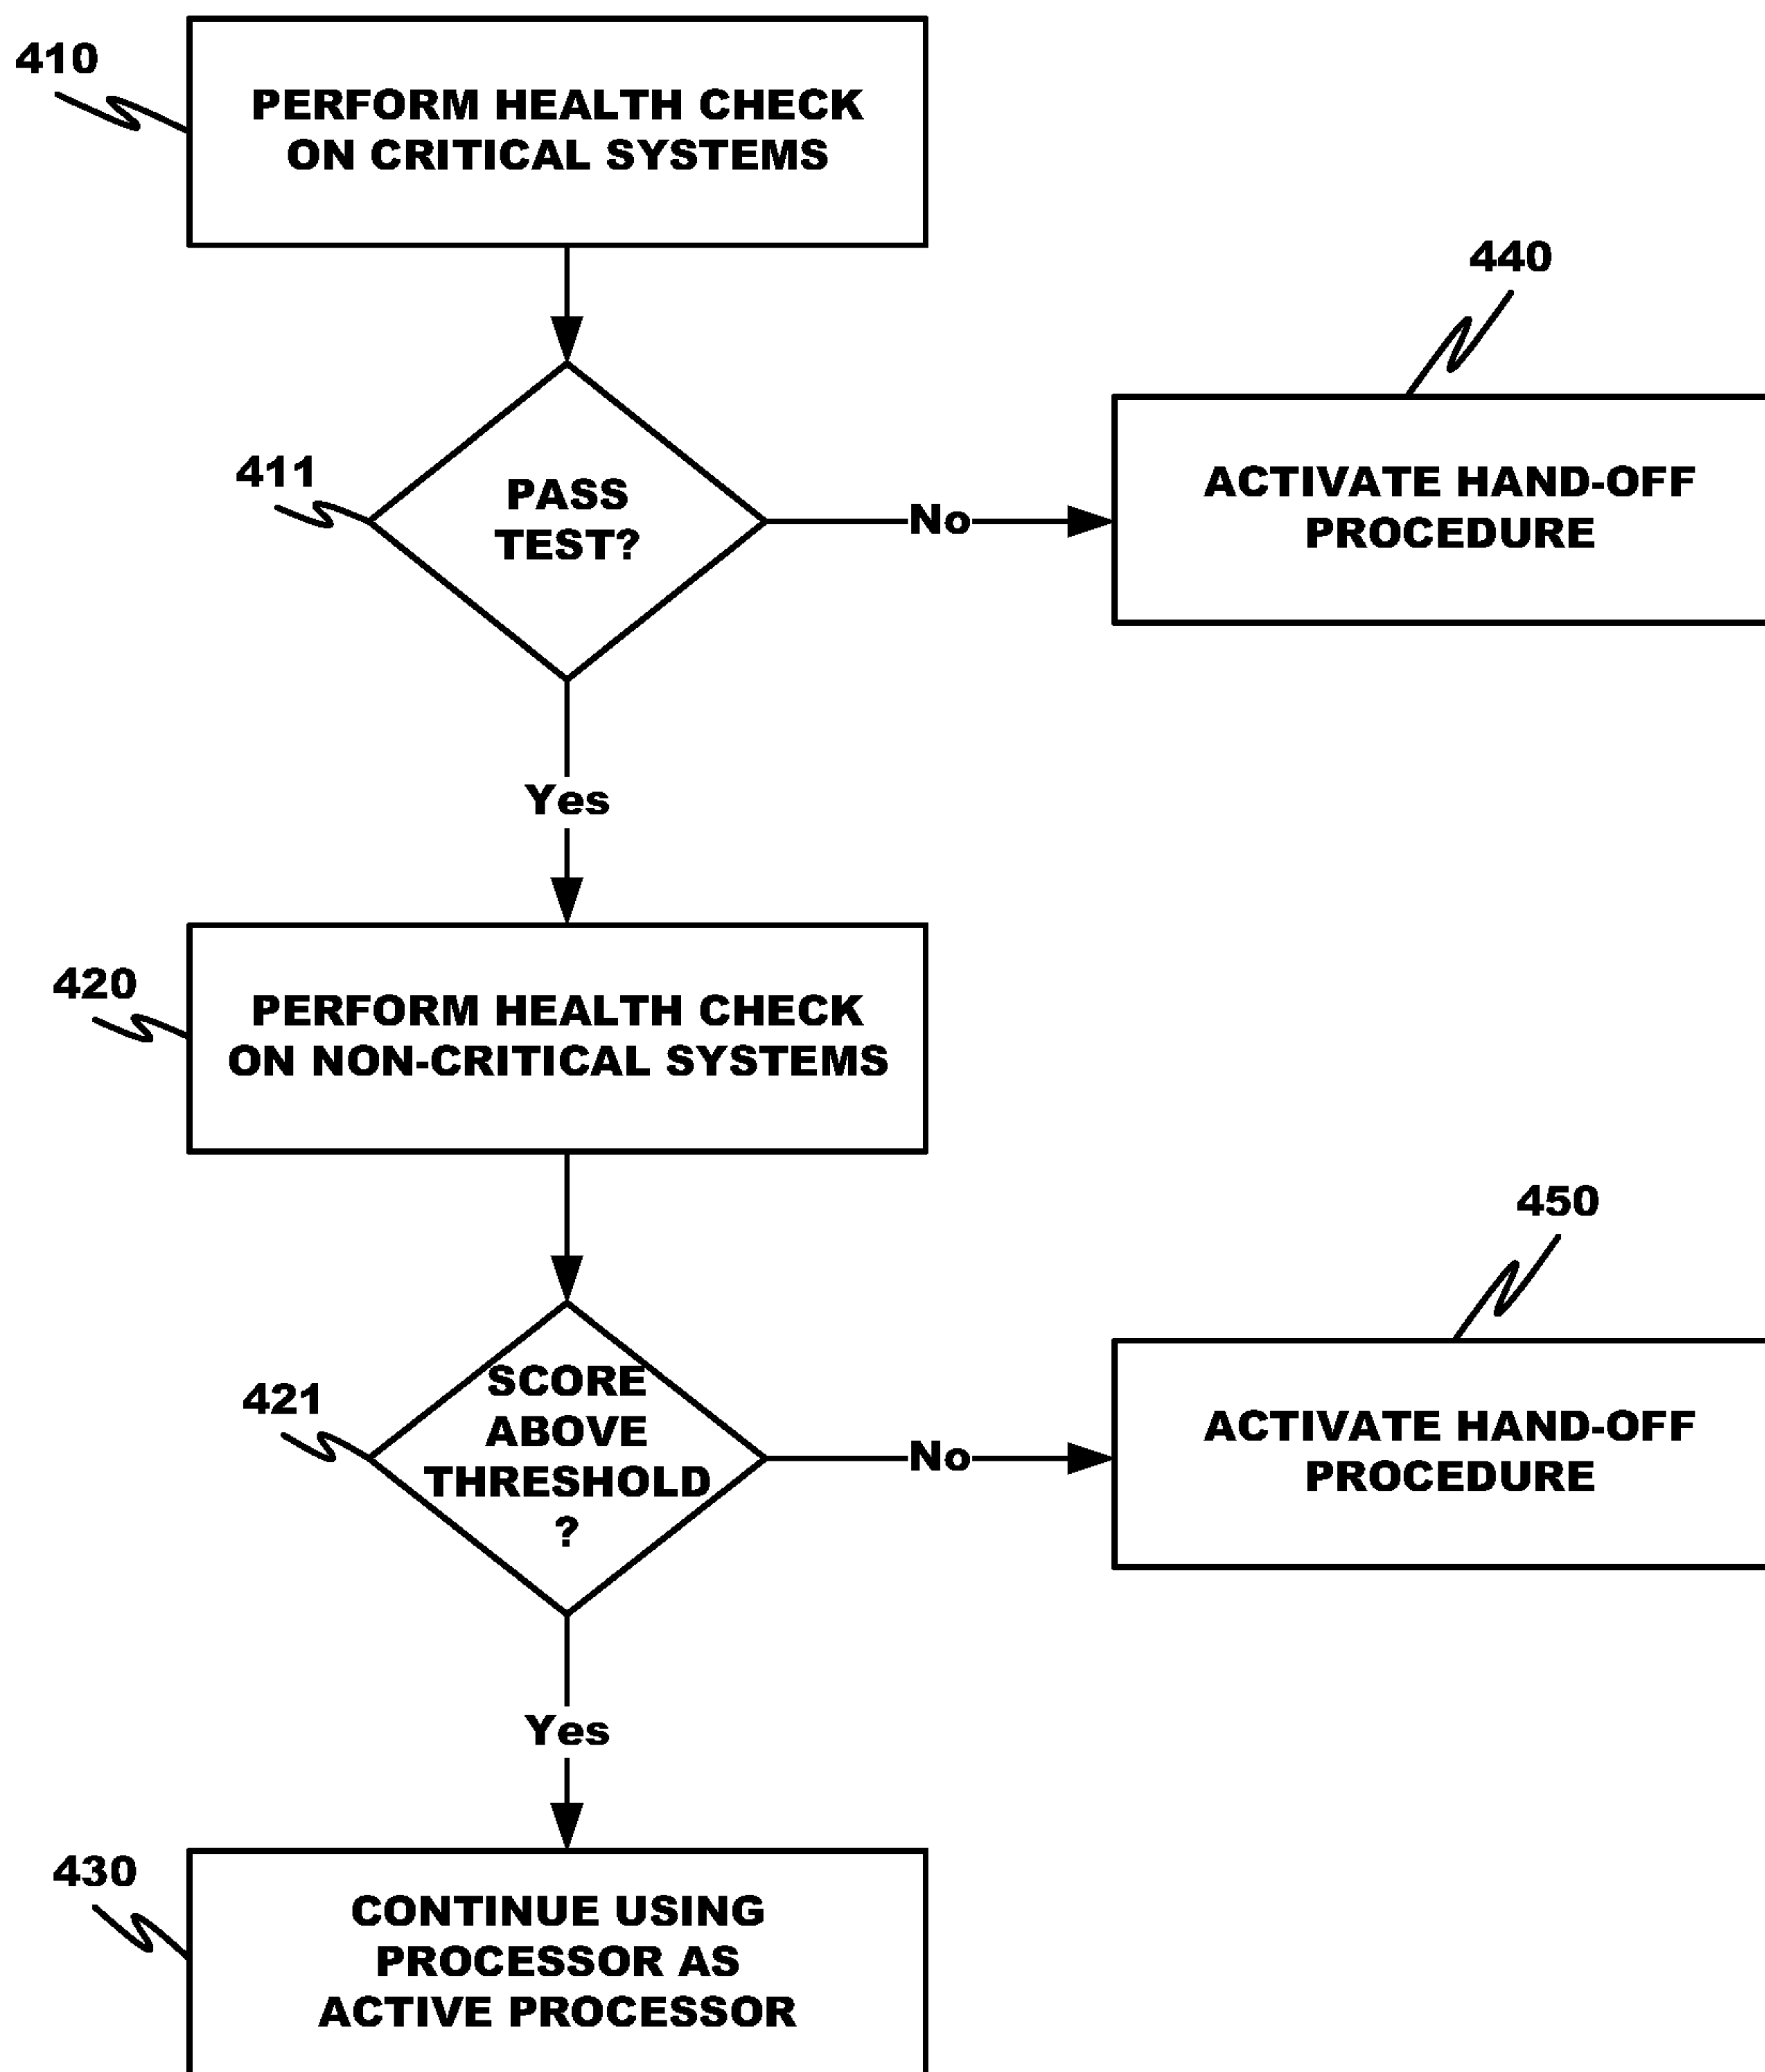 410
PERFORM HEALTH CHECK
ON CRITICAL SYSTEMS
440
411
PASS
TEST?
No
ACTIVATE HAND-OFF
PROCEDURE
Yes
420
PERFORM HEALTH CHECK
ON NON-CRITICAL SYSTEMS
450
421
SCORE
ABOVE
THRESHOLD
?
No
ACTIVATE HAND-OFF
PROCEDURE
Yes
430
CONTINUE USING
PROCESSOR AS
ACTIVE PROCESSOR